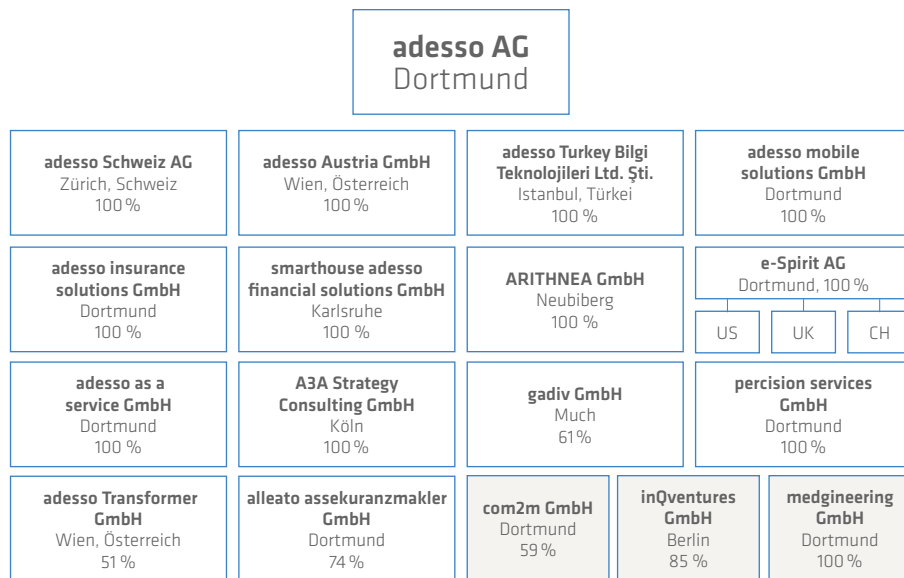 adesso AG
Dortmund
adesso Schweiz AG
Zürich, Schweiz
100 %
adesso Austria GmbH
Wien, Österreich
100 %
adesso Turkey Bilgi
Teknolojileri Ltd. Şti.
Istanbul, Türkei
100 %
adesso mobile
solutions GmbH
Dortmund
100 %
adesso insurance
solutions GmbH
Dortmund
100 %
smarthouse adesso
financial solutions GmbH
Karlsruhe
100 %
ARITHNEA GmbH
Neubiberg
100 %
e-Spirit AG
Dortmund, 100 %
US
UK
CH
adesso as a
service GmbH
Dortmund
100 %
A3A Strategy
Consulting GmbH
Köln
100 %
gadiv GmbH
Much
61 %
percision services
GmbH
Dortmund
100 %
adesso Transformer
GmbH
Wien, Österreich
51 %
alleato assekuranzmakler
GmbH
Dortmund
74 %
com2m GmbH
Dortmund
59 %
inQventures
GmbH
Berlin
85 %
medgineering
GmbH
Dortmund
100 %